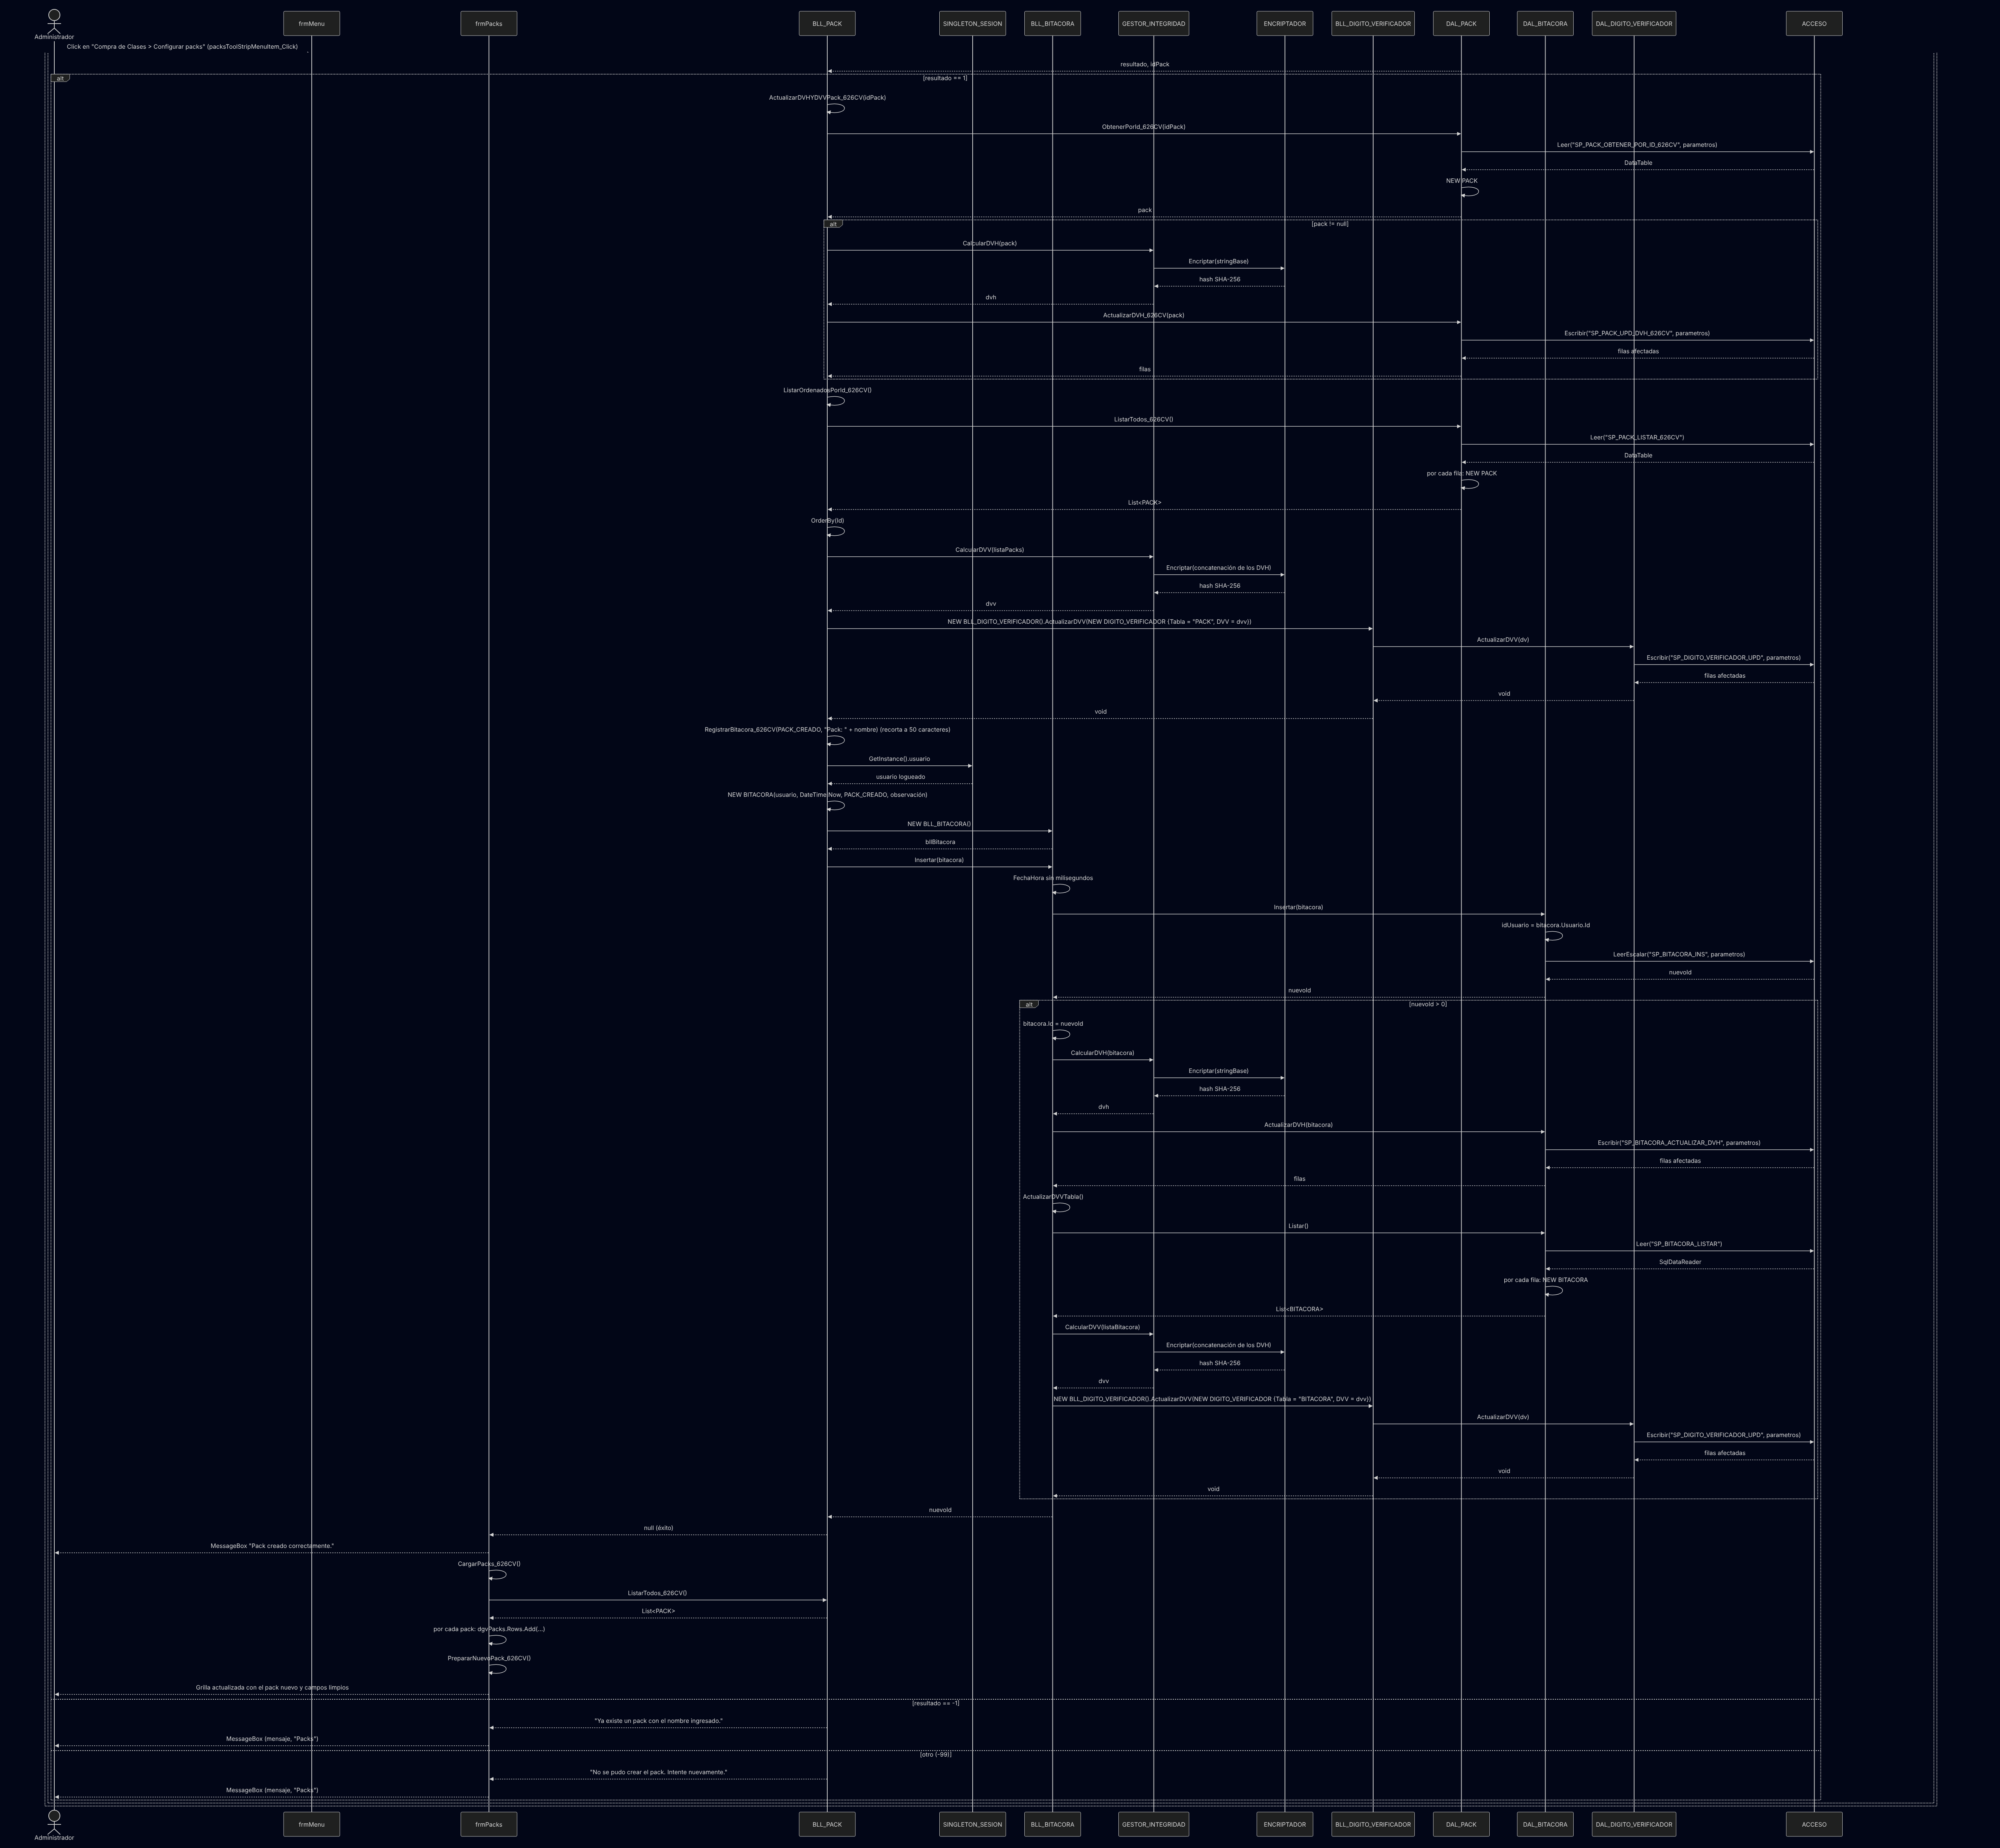 frmMenu
frmPacks
BLL_PACK
SINGLETON_SESION
BLL_BITACORA
GESTOR_INTEGRIDAD
ENCRIPTADOR
BLL_DIGITO_VERIFICADOR
DAL_PACK
DAL_BITACORA
DAL_DIGITO_VERIFICADOR
ACCESO
Administrador
Click en "Compra de Clases > Configurar packs" (packsToolStripMenuItem_Click)
resultado, idPack
alt
[resultado == 1]
ActualizarDVHYDVVPack_626CV(idPack)
ObtenerPorId_626CV(idPack)
Leer("SP_PACK_OBTENER_POR_ID_626CV", parametros)
DataTable
NEW PACK
pack
alt
[pack != null]
CalcularDVH(pack)
Encriptar(stringBase)
hash SHA-256
dvh
ActualizarDVH_626CV(pack)
Escribir("SP_PACK_UPD_DVH_626CV", parametros)
filas afectadas
filas
ListarOrdenadosPorId_626CV()
ListarTodos_626CV()
Leer("SP_PACK_LISTAR_626CV")
DataTable
por cada fila: NEW PACK
List<PACK>
OrderBy(Id)
CalcularDVV(listaPacks)
Encriptar(concatenación de los DVH)
hash SHA-256
dvv
NEW BLL_DIGITO_VERIFICADOR().ActualizarDVV(NEW DIGITO_VERIFICADOR {Tabla = "PACK", DVV = dvv})
ActualizarDVV(dv)
Escribir("SP_DIGITO_VERIFICADOR_UPD", parametros)
filas afectadas
void
void
RegistrarBitacora_626CV(PACK_CREADO, "Pack: " + nombre) (recorta a 50 caracteres)
GetInstance().usuario
usuario logueado
NEW BITACORA(usuario, DateTime.Now, PACK_CREADO, observación)
NEW BLL_BITACORA()
bllBitacora
Insertar(bitacora)
FechaHora sin milisegundos
Insertar(bitacora)
idUsuario = bitacora.Usuario.Id
LeerEscalar("SP_BITACORA_INS", parametros)
nuevoId
nuevoId
alt
[nuevoId > 0]
bitacora.Id = nuevoId
CalcularDVH(bitacora)
Encriptar(stringBase)
hash SHA-256
dvh
ActualizarDVH(bitacora)
Escribir("SP_BITACORA_ACTUALIZAR_DVH", parametros)
filas afectadas
filas
ActualizarDVVTabla()
Listar()
Leer("SP_BITACORA_LISTAR")
SqlDataReader
por cada fila: NEW BITACORA
List<BITACORA>
CalcularDVV(listaBitacora)
Encriptar(concatenación de los DVH)
hash SHA-256
dvv
NEW BLL_DIGITO_VERIFICADOR().ActualizarDVV(NEW DIGITO_VERIFICADOR {Tabla = "BITACORA", DVV = dvv})
ActualizarDVV(dv)
Escribir("SP_DIGITO_VERIFICADOR_UPD", parametros)
filas afectadas
void
void
nuevoId
null (éxito)
MessageBox "Pack creado correctamente."
CargarPacks_626CV()
ListarTodos_626CV()
List<PACK>
por cada pack: dgvPacks.Rows.Add(...)
PrepararNuevoPack_626CV()
Grilla actualizada con el pack nuevo y campos limpios
[resultado == -1]
"Ya existe un pack con el nombre ingresado."
MessageBox (mensaje, "Packs")
[otro (-99)]
"No se pudo crear el pack. Intente nuevamente."
MessageBox (mensaje, "Packs")
Administrador
frmMenu
frmPacks
BLL_PACK
SINGLETON_SESION
BLL_BITACORA
GESTOR_INTEGRIDAD
ENCRIPTADOR
BLL_DIGITO_VERIFICADOR
DAL_PACK
DAL_BITACORA
DAL_DIGITO_VERIFICADOR
ACCESO